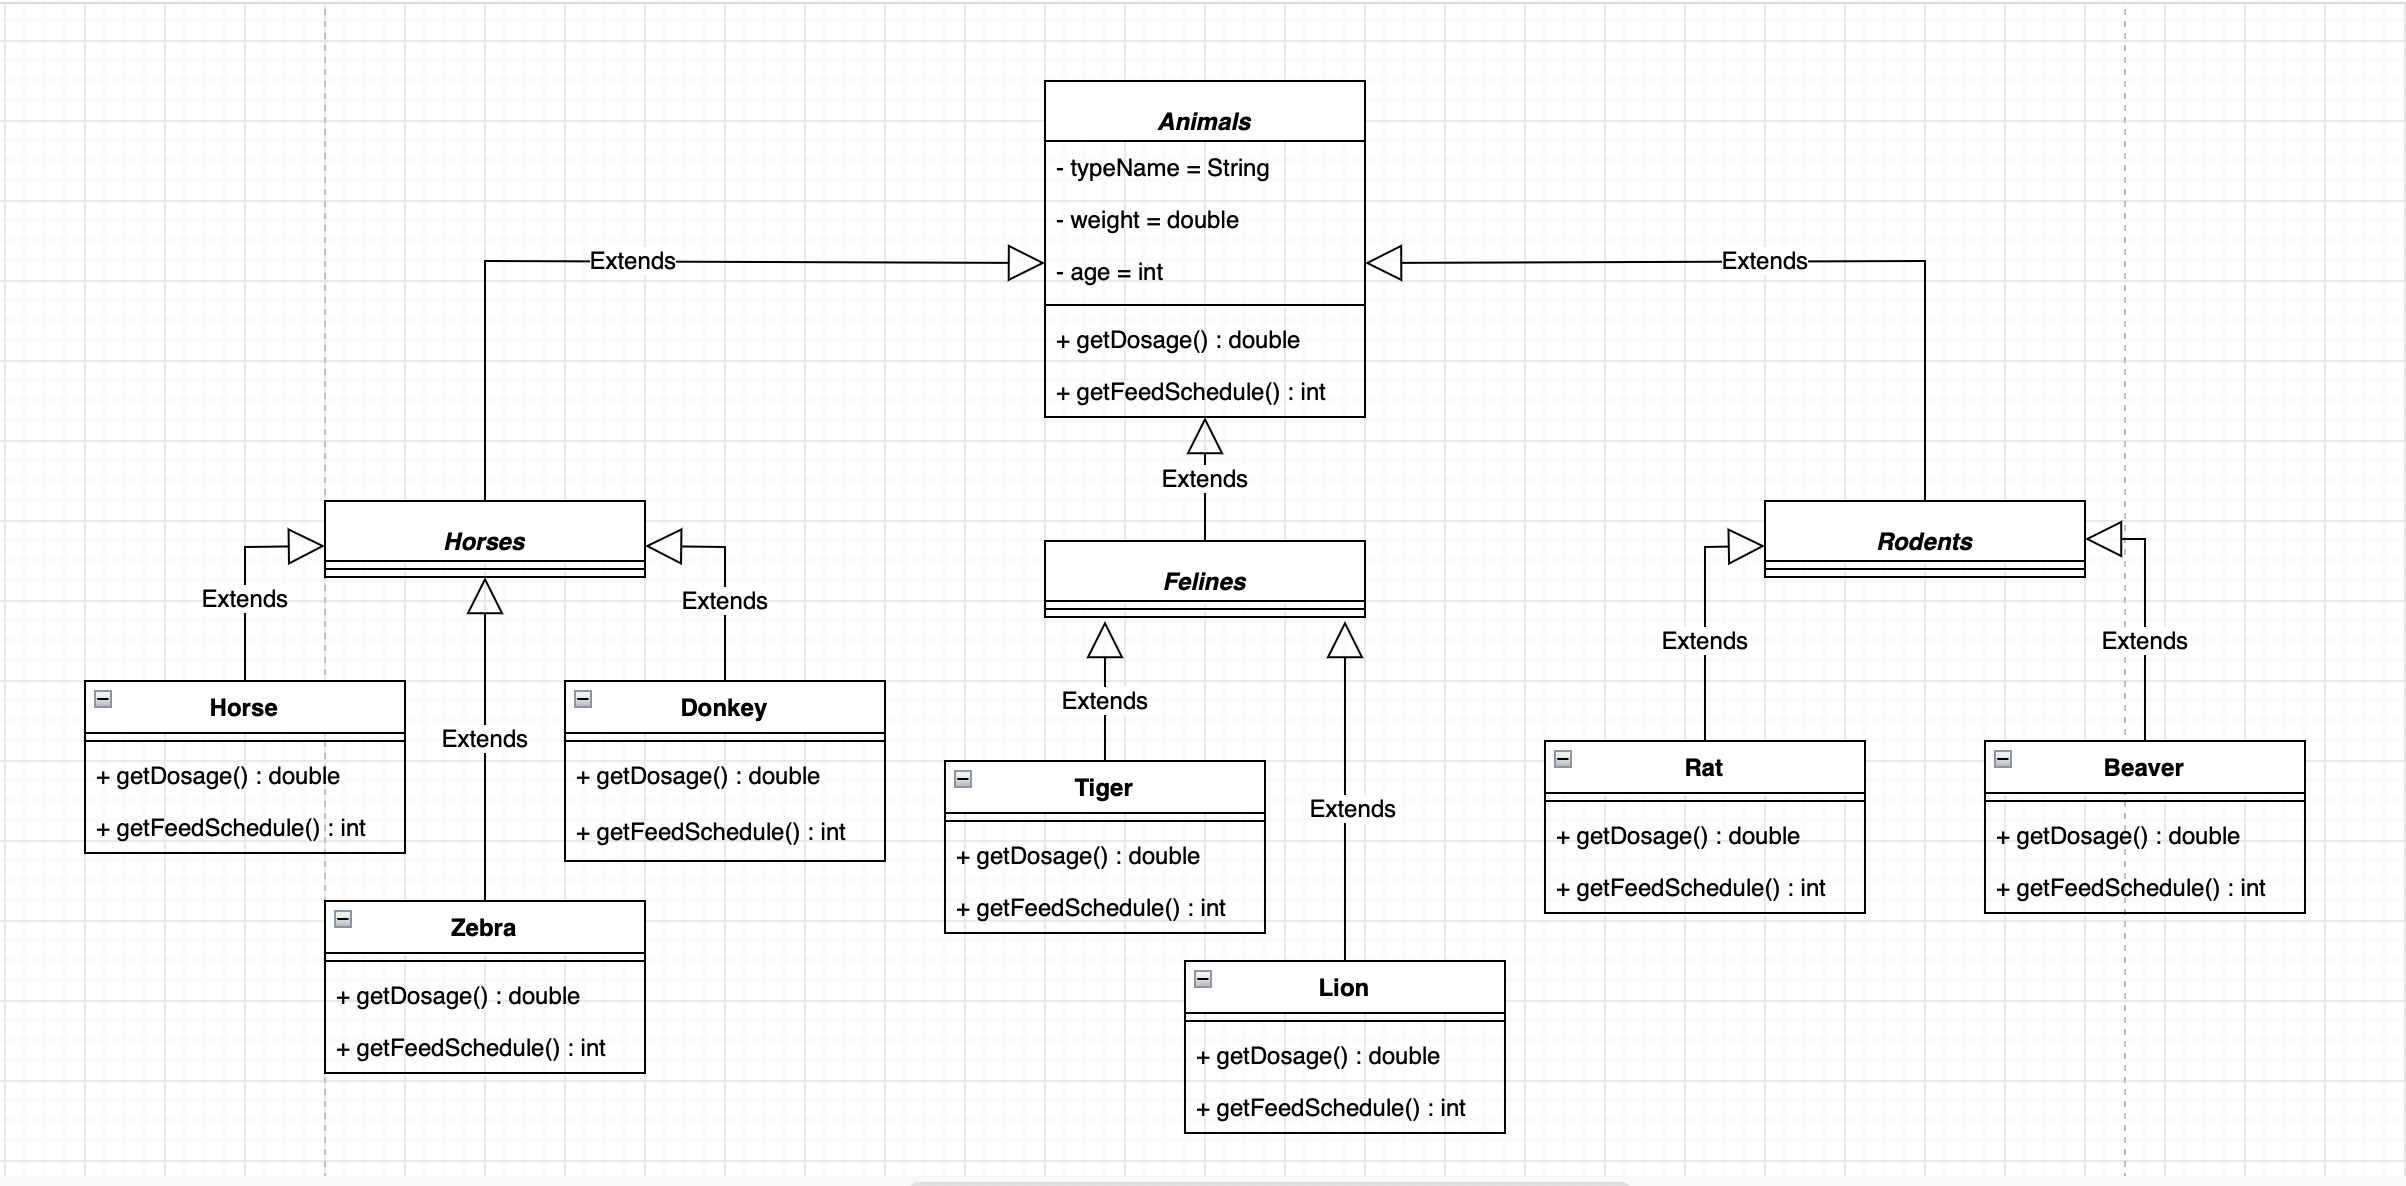 Animals
- typeName = String
- weight = double
- age = int
+ getDosage() : double
+ getFeedSchedule() : int
Extends
Extends
Extends
Horses
Felines
Rodents
Extends
Extends
Extends
Horse
+ getDosage() : double
+ getFeedSchedule() : int
Donkey
+ getDosage() : double
+ getFeedSchedule() : int
Zebra
+ getDosage() : double
+ getFeedSchedule() : int
Extends
Extends
Tiger
+ getDosage() : double
+ getFeedSchedule() : int
Lion
+ getDosage() : double
+ getFeedSchedule() : int
Extends
Extends
Rat
+ getDosage() : double
+ getFeedSchedule() : int
Beaver
+ getDosage() : double
+ getFeedSchedule() : int